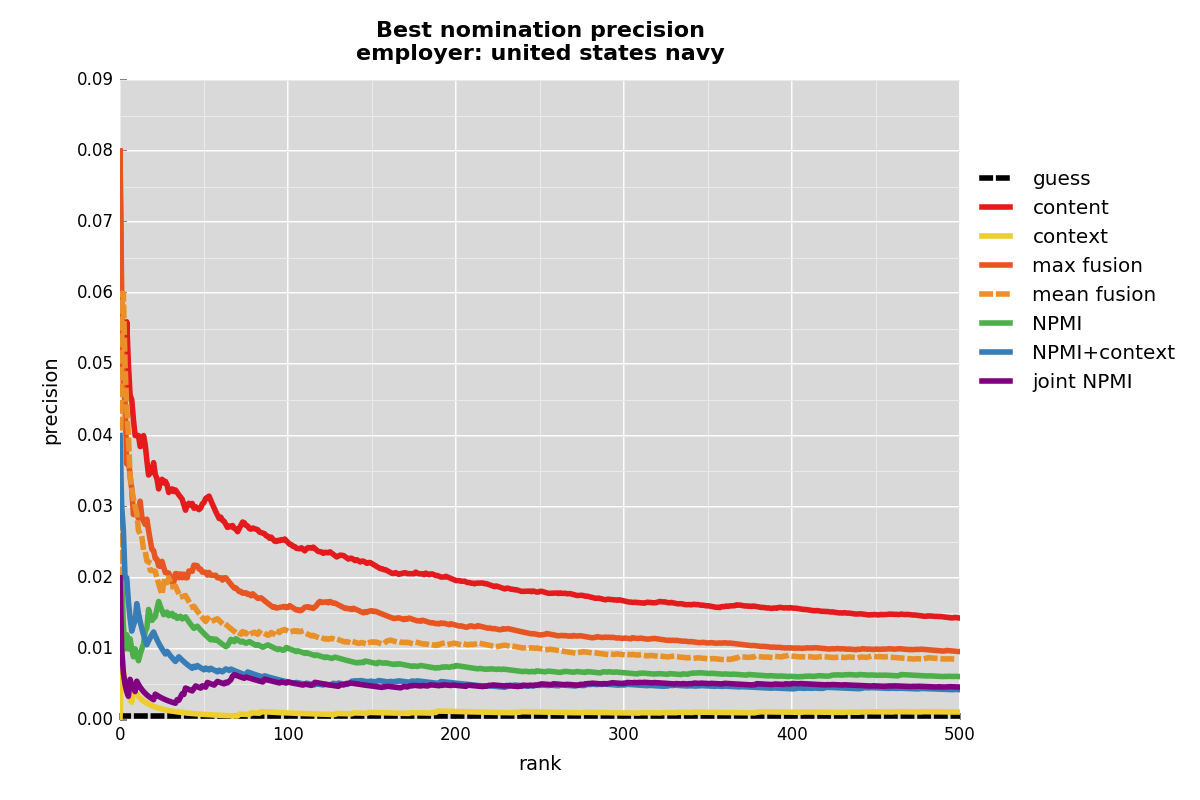 Best nomination precision
employer: united states navy
precision
0.09
0.08
0.07
0.06
0.05
0.04
0.03
0.02
0.01
0.00
0
100
200
300
400
500
rank
guess
content
context
max fusion
mean fusion
NPMI
NPMI+context
joint NPMI